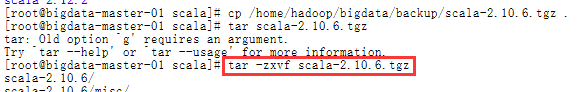 scala-2.12.2
[root@bigdata-master-01 scala]# cp /home/hadoop/bigdata/backup/scala-2.10.6.tgz .
[root@bigdata-master-01 scala]# tar scala-2.10.6.tgz
tar: Old option `g' requires an argument.
Try `tar --help' or `tar --usage' for more information.
[root@bigdata-master-01 scala]# tar -zxvf scala-2.10.6.tgz
scala-2.10.6/
scala-2.10.6/misc/